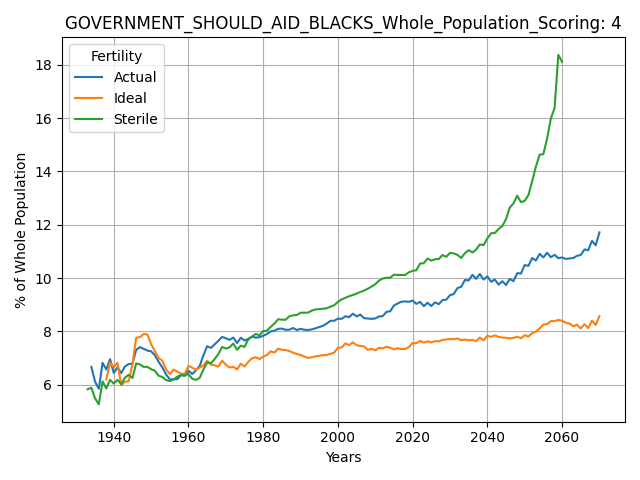 GOVERNMENT_SHOULD_AID_BLACKS_Whole_Population_Scoring: 4
Fertility
Actual
Ideal
Sterile
% of Whole Population
18
16
14
12
10
8
6
1940 1960 1980 2000 2020 2040 2060
Years